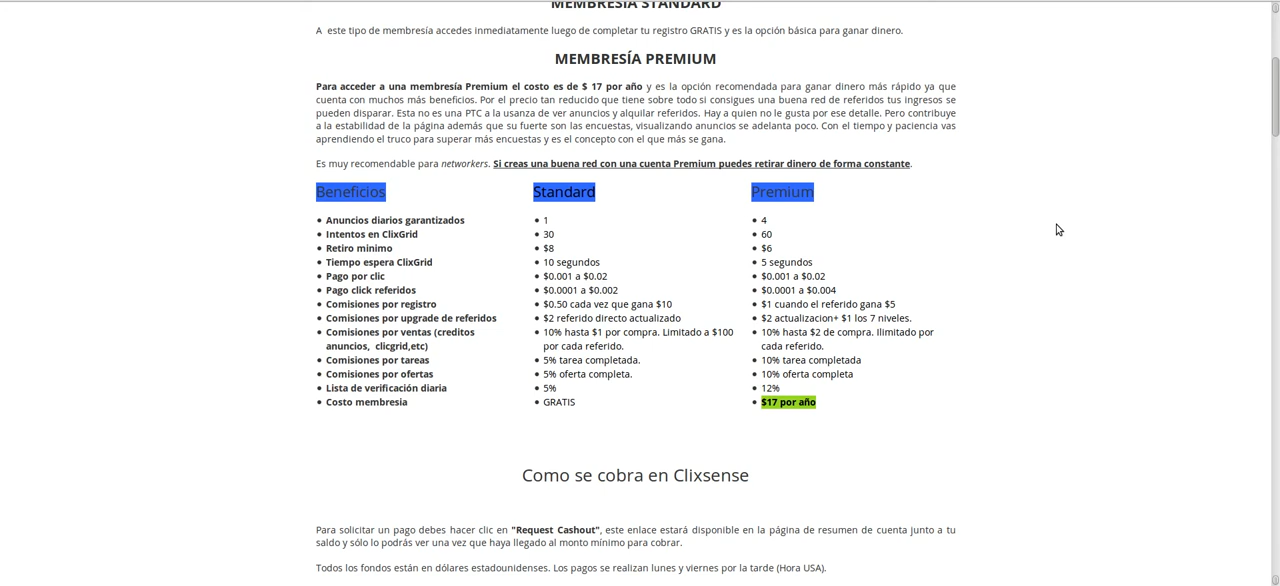 MEMBRESÍA STANDARD
A este tipo de membresía accedes inmediatamente luego de completar tu registro GRATIS y es la opción básica para ganar dinero.
MEMBRESÍA PREMIUM
Para acceder a una membresía Premium el costo es de $ 17 por año y es la opción recomendada para ganar dinero más rápido ya que
cuenta con muchos más beneficios. Por el precio tan reducido que tiene sobre todo si consigues una buena red de referidos tus ingresos se
pueden disparar. Esta no es una PTC a la usanza de ver anuncios y alquilar referidos. Hay a quien no le gusta por ese detalle. Pero contribuye
a la estabilidad de la página además que su fuerte son las encuestas, visualizando anuncios se adelanta poco. Con el tiempo y paciencia vas
aprendiendo el truco para superar más encuestas y es el concepto con el que más se gana.
Es muy recomendable para networkers. Si creas una buena red con una cuenta Premium puedes retirar dinero de forma constante.
Beneficios Standard Premium
• Anuncios diarios garantizados • 1 • 4
• Intentos en ClixGrid • 30 • 60
• Retiro minimo • $8 • $6
• Tiempo espera ClixGrid • 10 segundos • 5 segundos
• Pago por clic • $0.001 a $0.02 • $0.001 a $0.02
• Pago click referidos • $0.0001 a $0.002 • $0.0001 a $0.004
• Comisiones por registro • $0.50 cada vez que gana $10 • $1 cuando el referido gana $5
• Comisiones por upgrade de referidos • $2 referido directo actualizado • $2 actualizacion+ $1 los 7 niveles.
• Comisiones por ventas (creditos • 10% hasta $1 por compra. Limitado a $100 • 10% hasta $2 de compra. Ilimitado por
anuncios, clicgrid,etc) por cada referido. cada referido.
• Comisiones por tareas • 5% tarea completada. • 10% tarea completada
• Comisiones por ofertas • 5% oferta completa. • 10% oferta completa
• Lista de verificación diaria • 5% • 12%
• Costo membresia • GRATIS • $17 por año
Como se cobra en Clixsense
Para solicitar un pago debes hacer clic en "Request Cashout", este enlace estará disponible en la página de resumen de cuenta junto a tu
saldo y sólo lo podrás ver una vez que haya llegado al monto mínimo para cobrar.
Todos los fondos están en dólares estadounidenses. Los pagos se realizan lunes y viernes por la tarde (Hora USA).